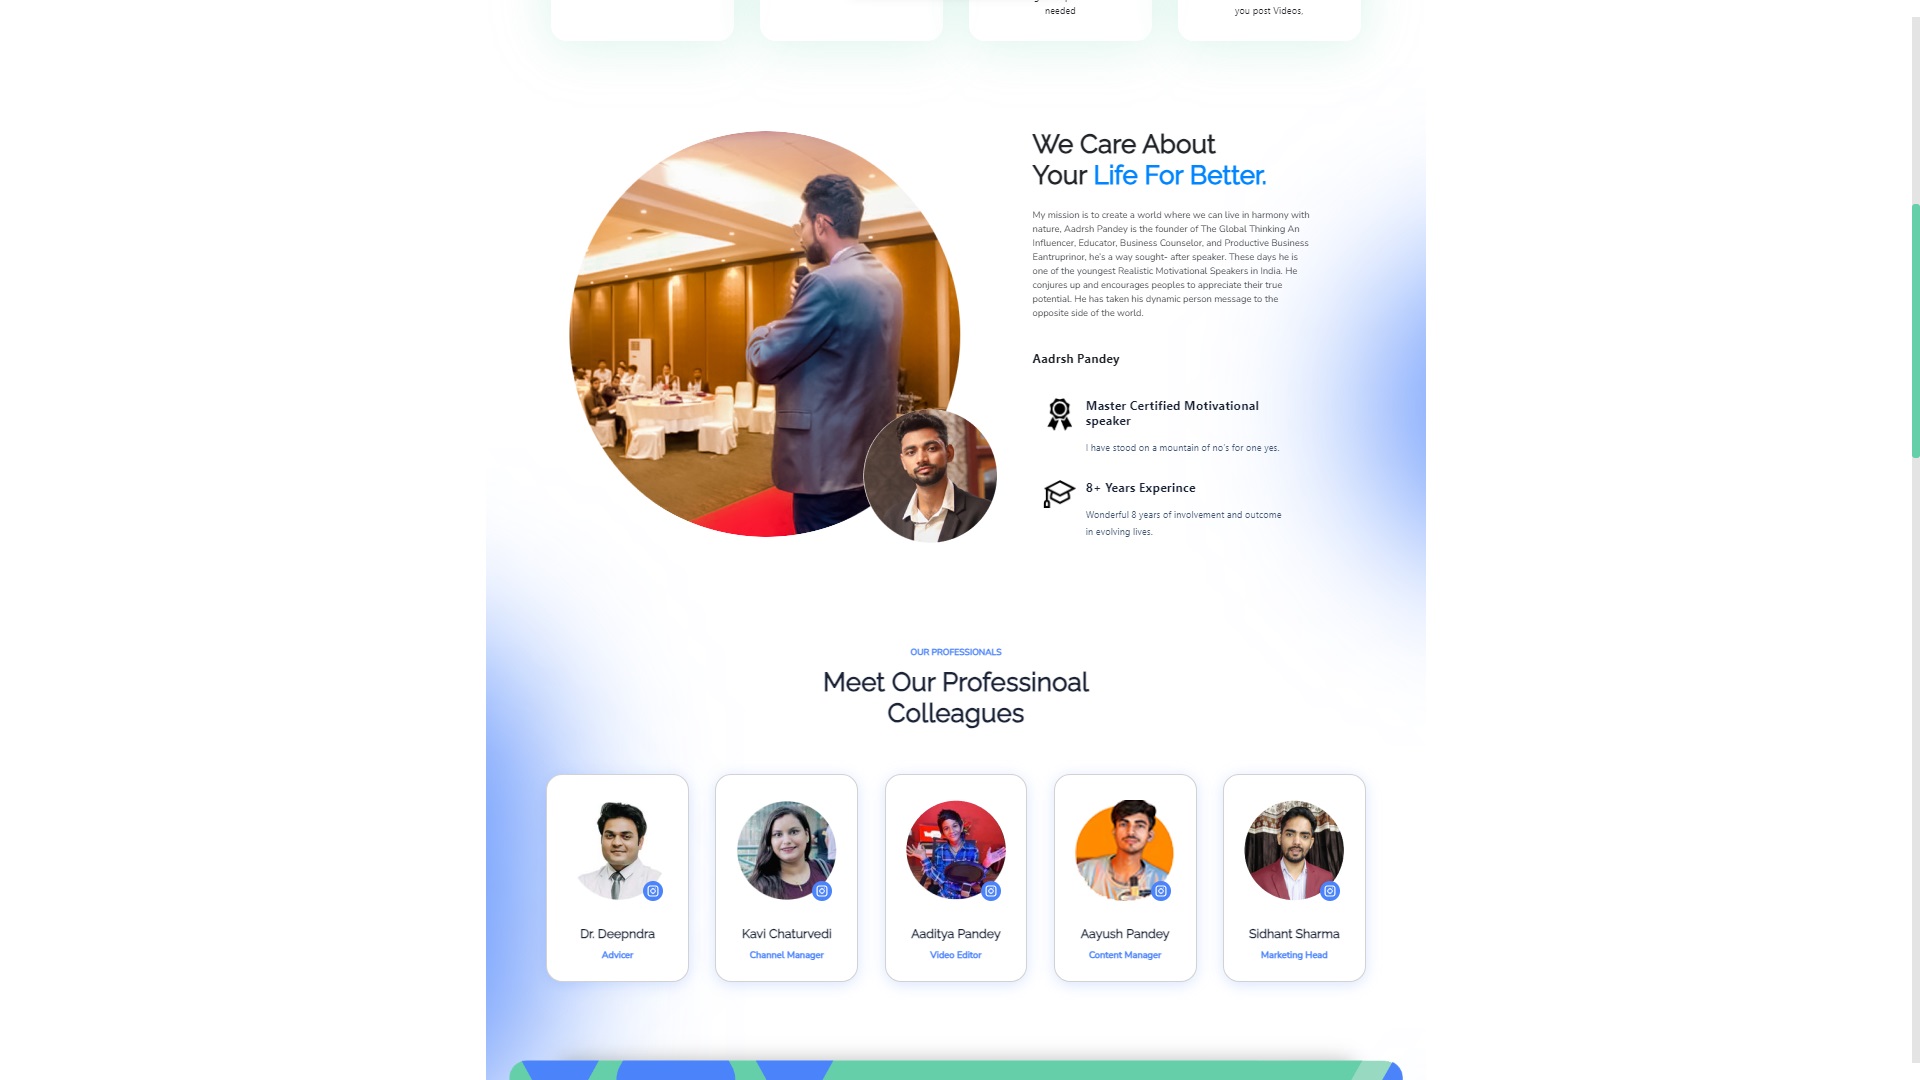 needed
you post Videos,
We Care About
Your Life For Better.
My mission is to create a world where we can live in harmony with
nature, Aadrsh Pandey is the founder of The Global Thinking An
Influencer, Educator, Business Counselor, and Productive Business
Eantruprinor, he's a way sought- after speaker. These days he is
one of the youngest Realistic Motivational Speakers in India. He
conjures up and encourages peoples to appreciate their true
potential. He has taken his dynamic person message to the
opposite side of the world.
Aadrsh Pandey
Master Certified Motivational
speaker
I have stood on a mountain of no's for one yes.
8+ Years Experince
Wonderful 8 years of involvement and outcome
in evolving lives.
OUR PROFESSIONALS
Meet Our Professinoal
Colleagues
Dr. Deepndra
Advicer
Kavi Chaturvedi
Channel Manager
Aaditya Pandey
Video Editor
Aayush Pandey
Content Manager
Sidhant Sharma
Marketing Head